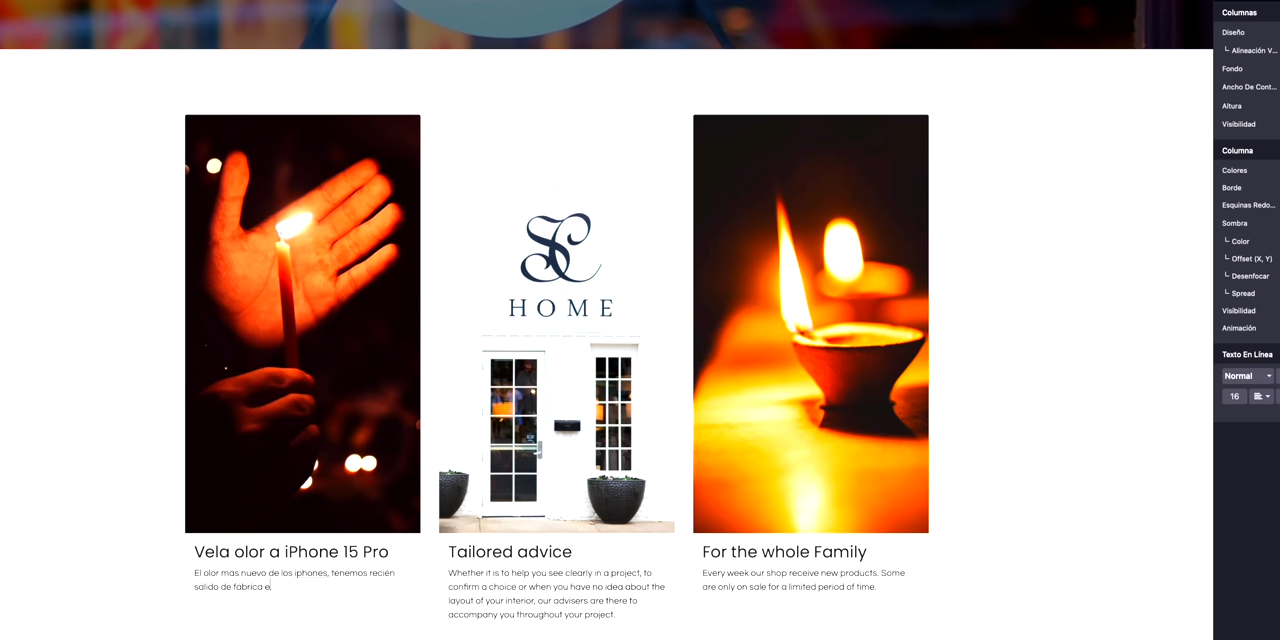 SC
HOME
Vela olor a iPhone 15 Pro
El olor más nuevo de los iphones, tenemos recién
salido de fábrica e
Tailored advice
Whether it is to help you see clearly in a project, to
confirm a choice or when you have no idea about the
layout of your interior, our advisers are there to
accompany you throughout your project.
For the whole Family
Every week our shop receive new products. Some
are only on sale for a limited period of time.
Columnas
Diseño
Alineación V...
Fondo
Ancho De Cont...
Altura
Visibilidad
Columna
Colores
Borde
Esquinas Redo...
Sombra
Color
Offset (X, Y)
Desenfocar
Spread
Visibilidad
Animación
Texto En Línea
Normal
16